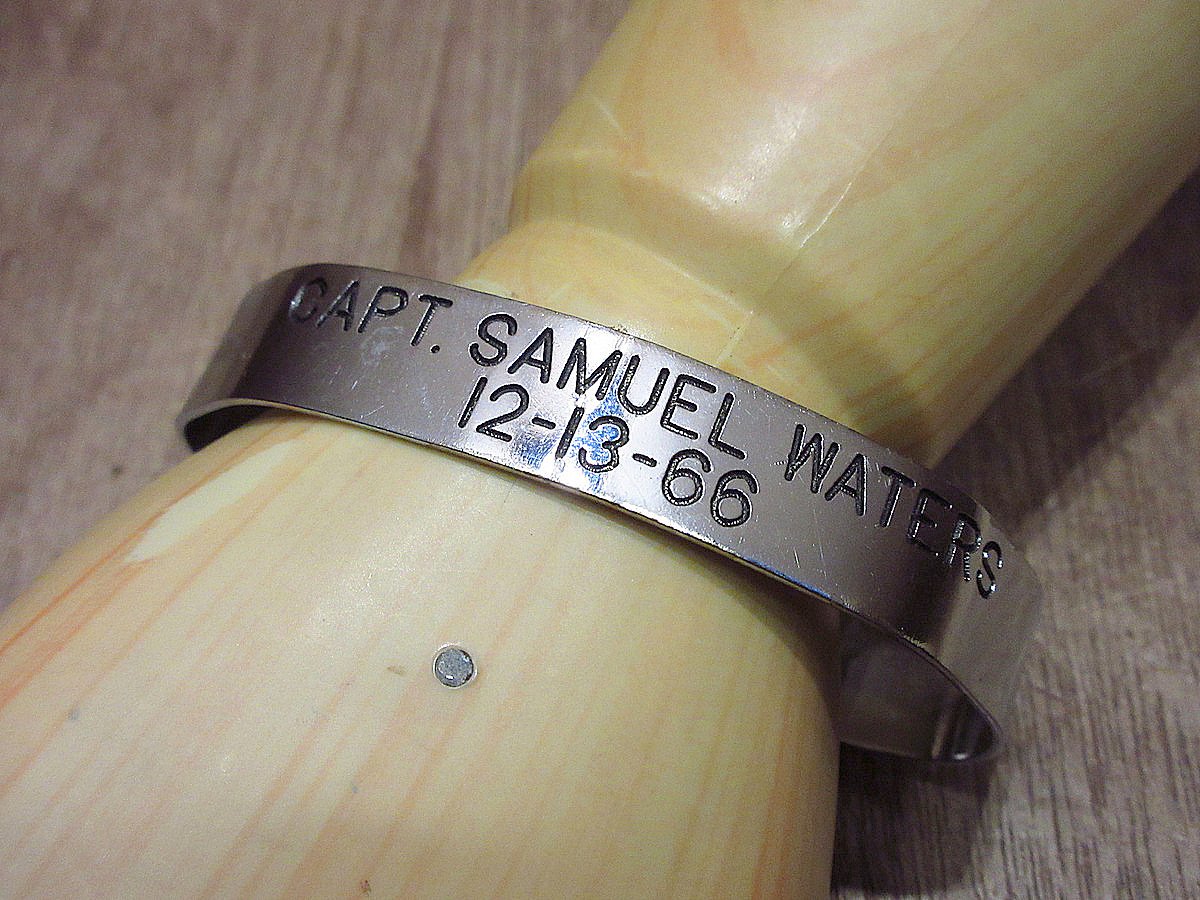 CAPT. SAMUEL WATERS
12-13-66